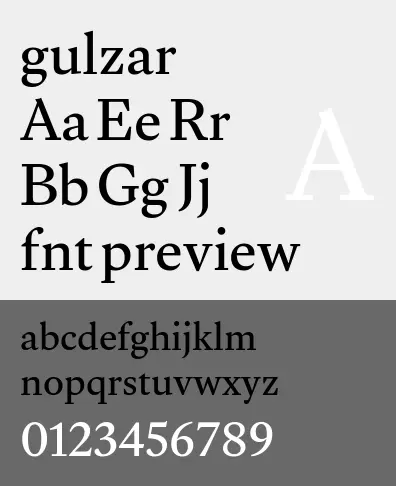 gulzar
Aa Ee Rr
A
Bb Gg Jj
fnt preview
abcdefghijklm
nopqrstuvwxyz
0123456789